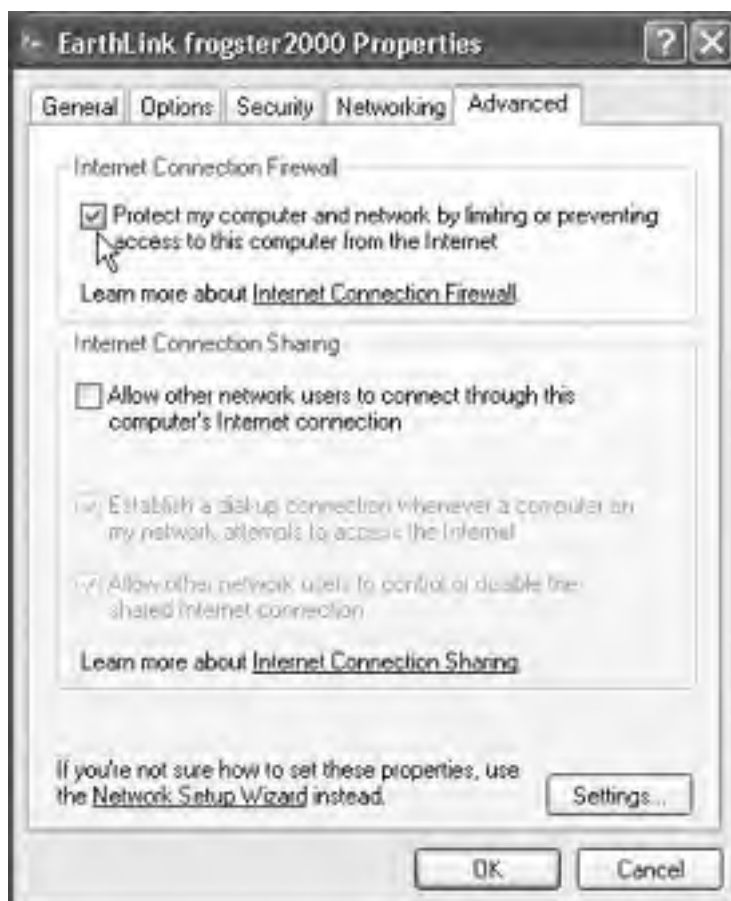 EarthLink frogster2000 Properties
General Options Security Networking Advanced
Internet Connection Firewall
Protect my computer and network by limiting or preventing
access to this computer from the Internet
Learn more about Internet Connection Firewall.
Internet Connection Sharing
Allow other network users to connect through this
computer's Internet connection
Establish a dial-up connection whenever a computer on
my network attempts to access the Internet
Allow other network users to control or disable the
shared Internet connection
Learn more about Internet Connection Sharing.
If you're not sure how to set these properties, use
the Network Setup Wizard instead.
Settings...
OK Cancel